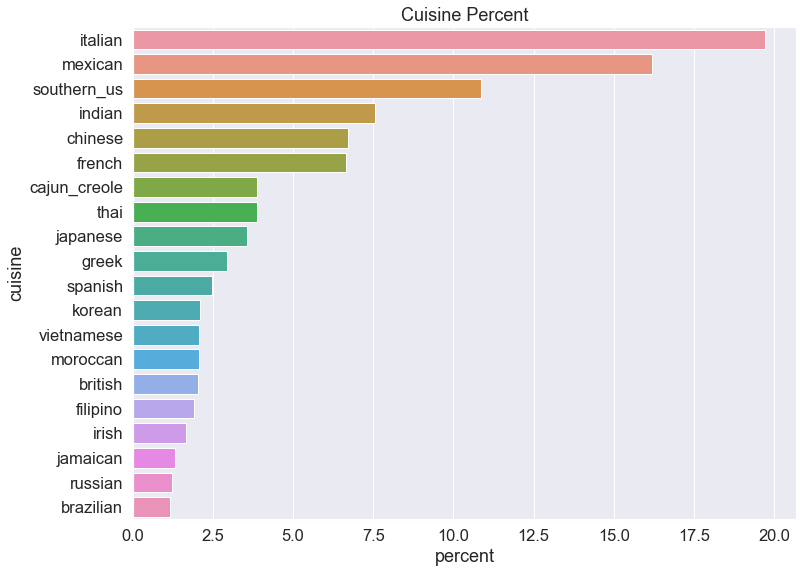 Cuisine Percent
italian
mexican
southern_us
indian
chinese
french
cajun_creole
thai
japanese
greek
spanish
korean
vietnamese
moroccan
british
filipino
irish
jamaican
russian
brazilian
cuisine
0.0 2.5 5.0 7.5 10.0 12.5 15.0 17.5 20.0
percent